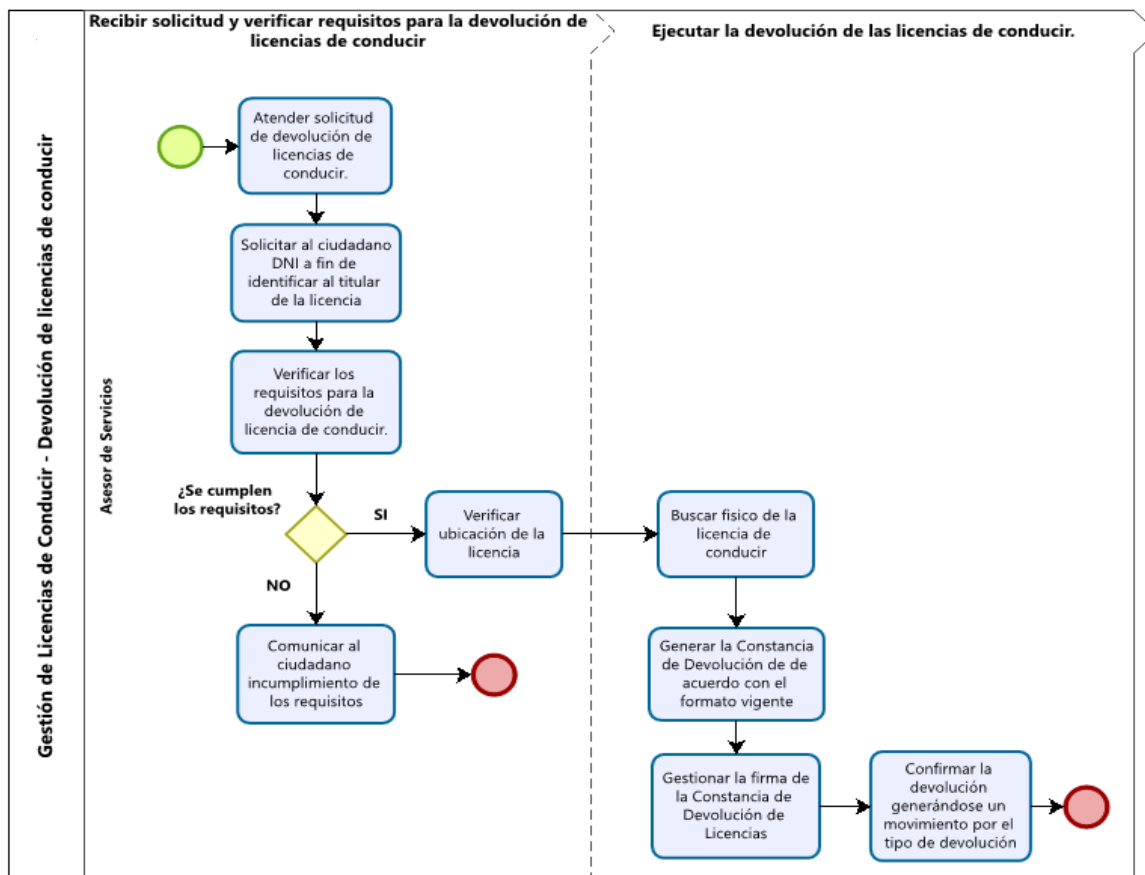 Recibir solicitud y verificar requisitos para la devolución de
licencias de conducir
Ejecutar la devolución de las licencias de conducir.
Gestión de Licencias de Conducir - Devolución de licencias de conducir
Asesor de Servicios
Atender solicitud
de devolución de
licencias de
conducir.
Solicitar al ciudadano
DNI a fin de
identificar al titular
de la licencia
Verificar los
requisitos para la
devolución de
licencia de conducir.
¿Se cumplen
los requisitos?
SI
Verificar
ubicación de la
licencia
Buscar fisico de la
licencia de
conducir
NO
Comunicar al
ciudadano
incumplimiento de
los requisitos
Generar la Constancia
de Devolución de de
acuerdo con el
formato vigente
Gestionar la firma de
la Constancia de
Devolución de
Licencias
Confirmar la
devolución
generándose un
movimiento por el
tipo de devolución